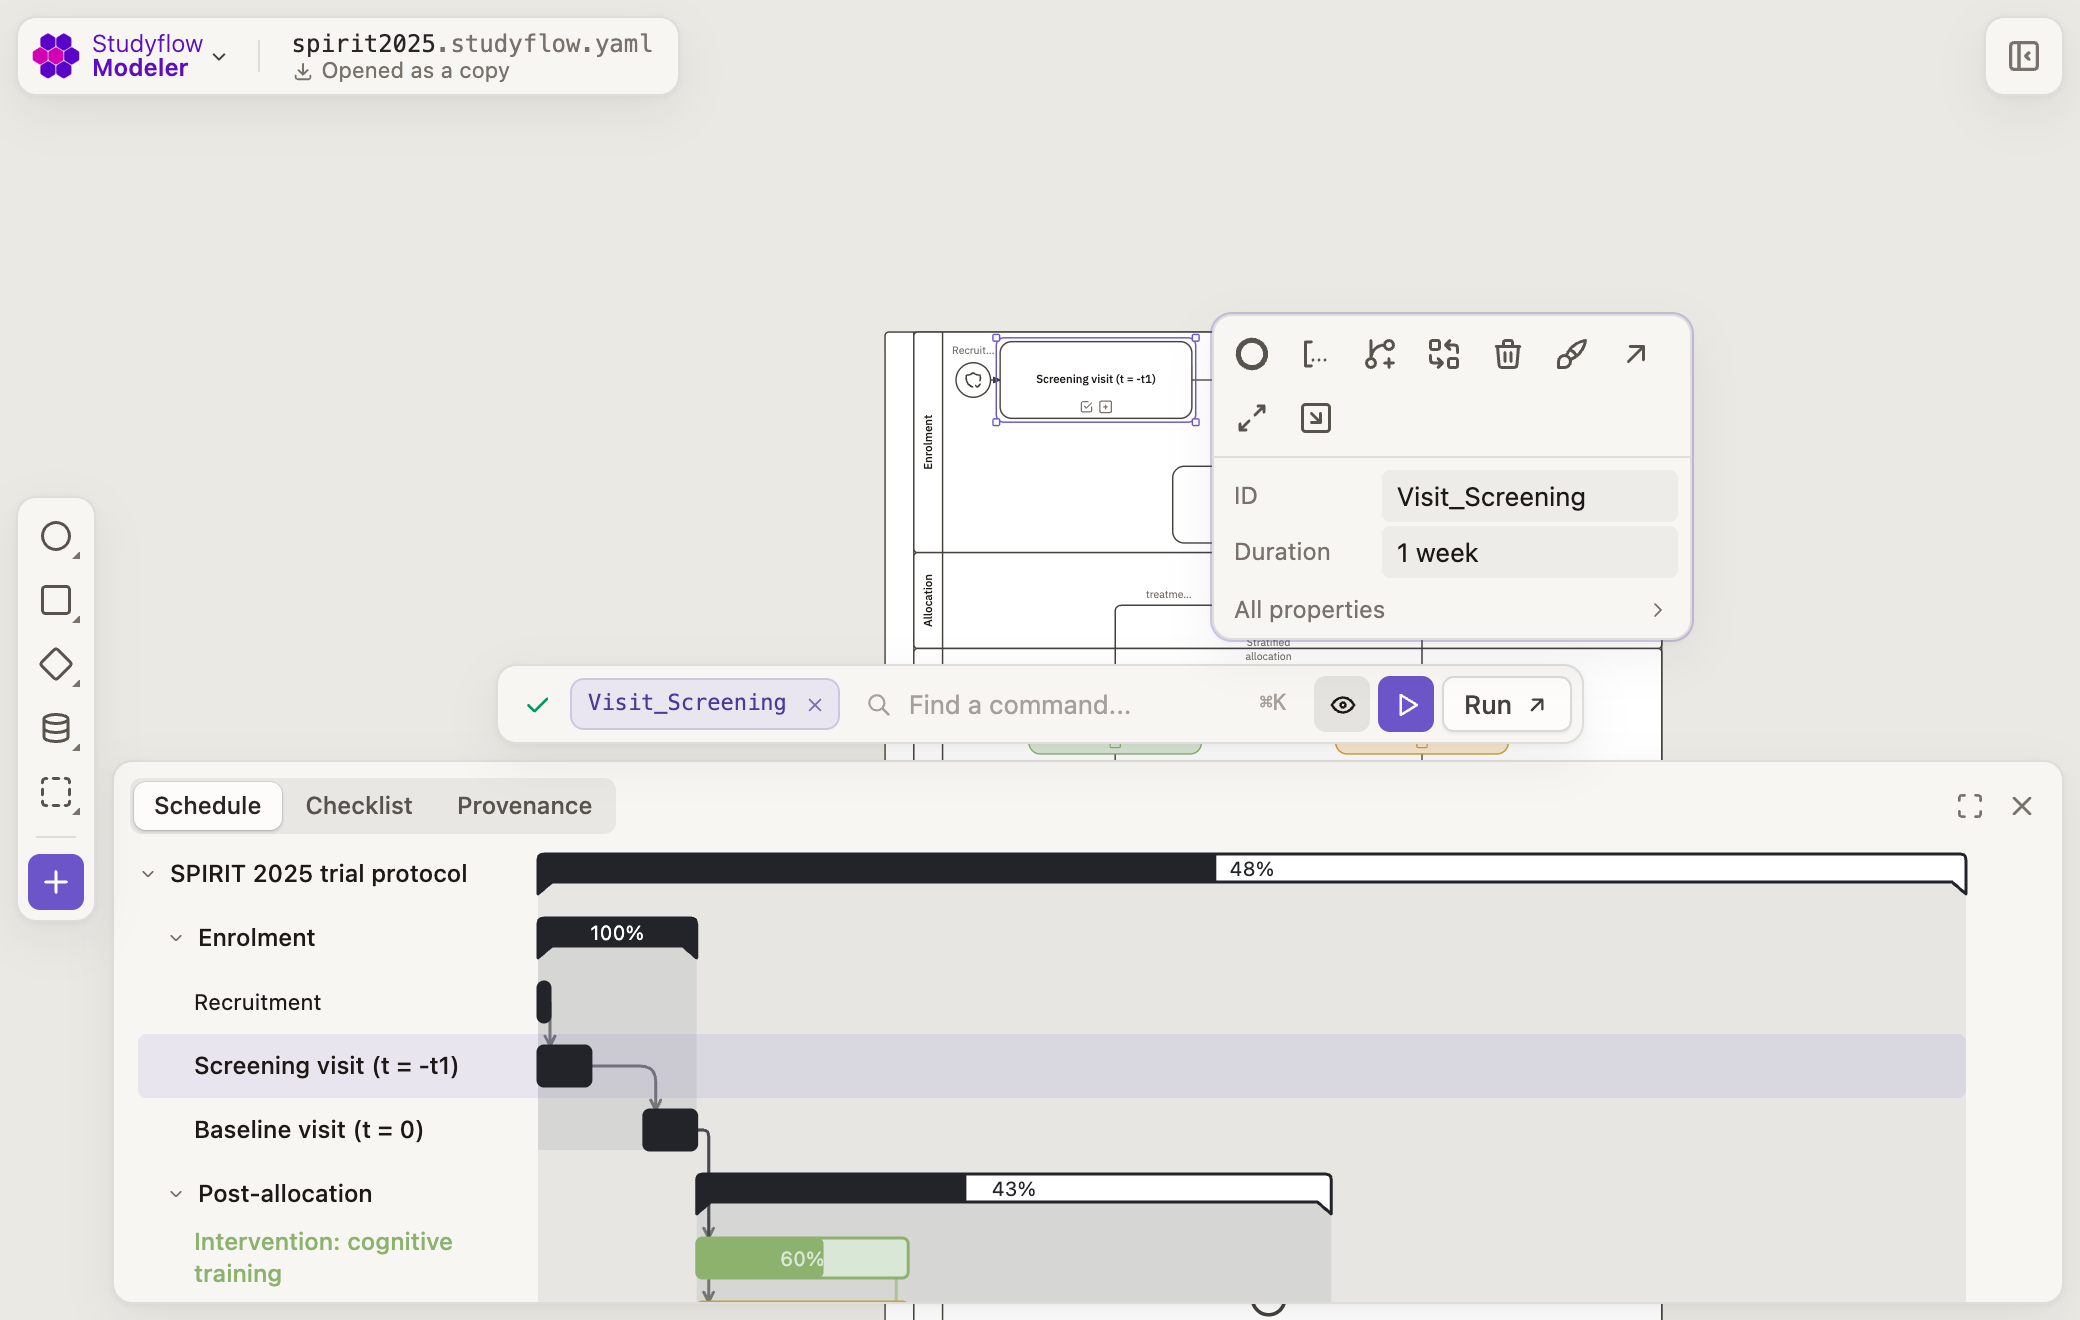 Studyflow
Modeler
spirit2025.studyflow.yaml
Opened as a copy
Recruit...
Screening visit (t = -t1)
Enrolment
ID
Visit_Screening
Duration
1 week
All properties
Allocation
treatme...
Stratified
allocation
Visit_Screening
Find a command...
⌘K
Run
Schedule
Checklist
Provenance
SPIRIT 2025 trial protocol
48%
Enrolment
100%
Recruitment
Screening visit (t = -t1)
Baseline visit (t = 0)
Post-allocation
43%
Intervention: cognitive
training
60%